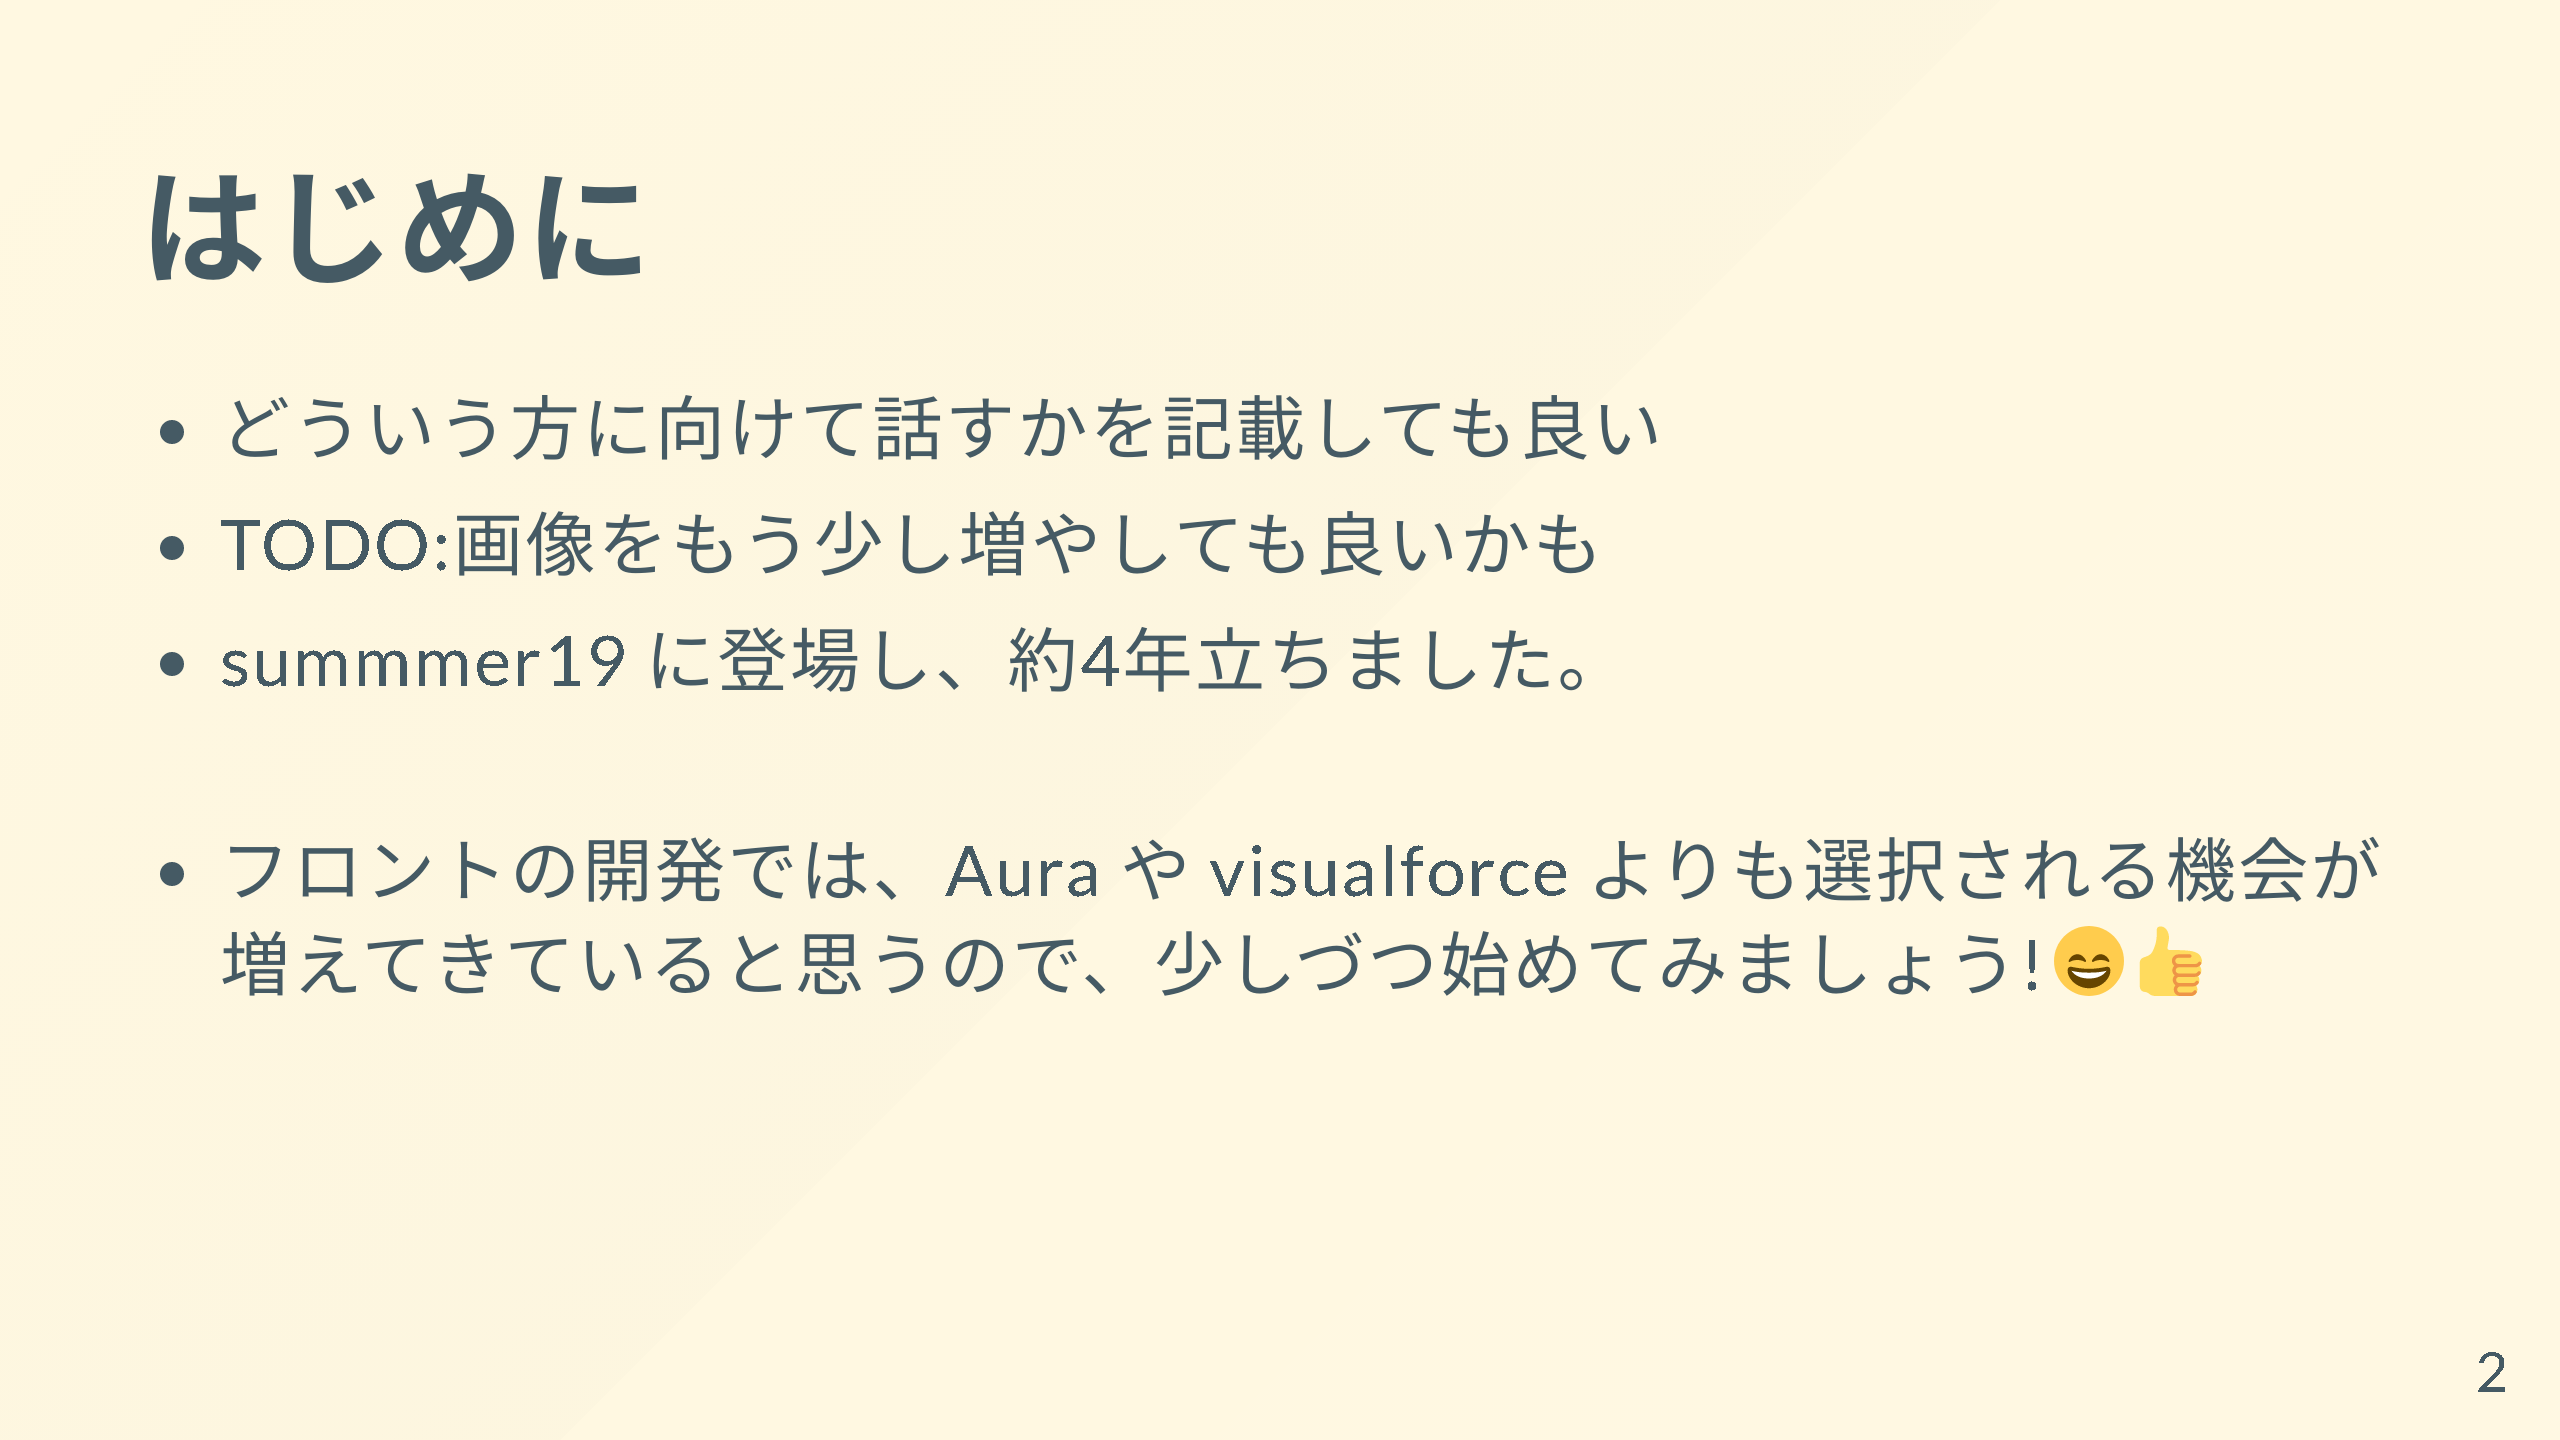 はじめに
• どういう方に向けて話すかを記載しても良い
• TODO:画像をもう少し増やしても良いかも
• summmer19 に登場し、約4年立ちました。
• フロントの開発では、Aura や visualforce よりも選択される機会が
増えてきていると思うので、少しづつ始めてみましょう!😄👍
2